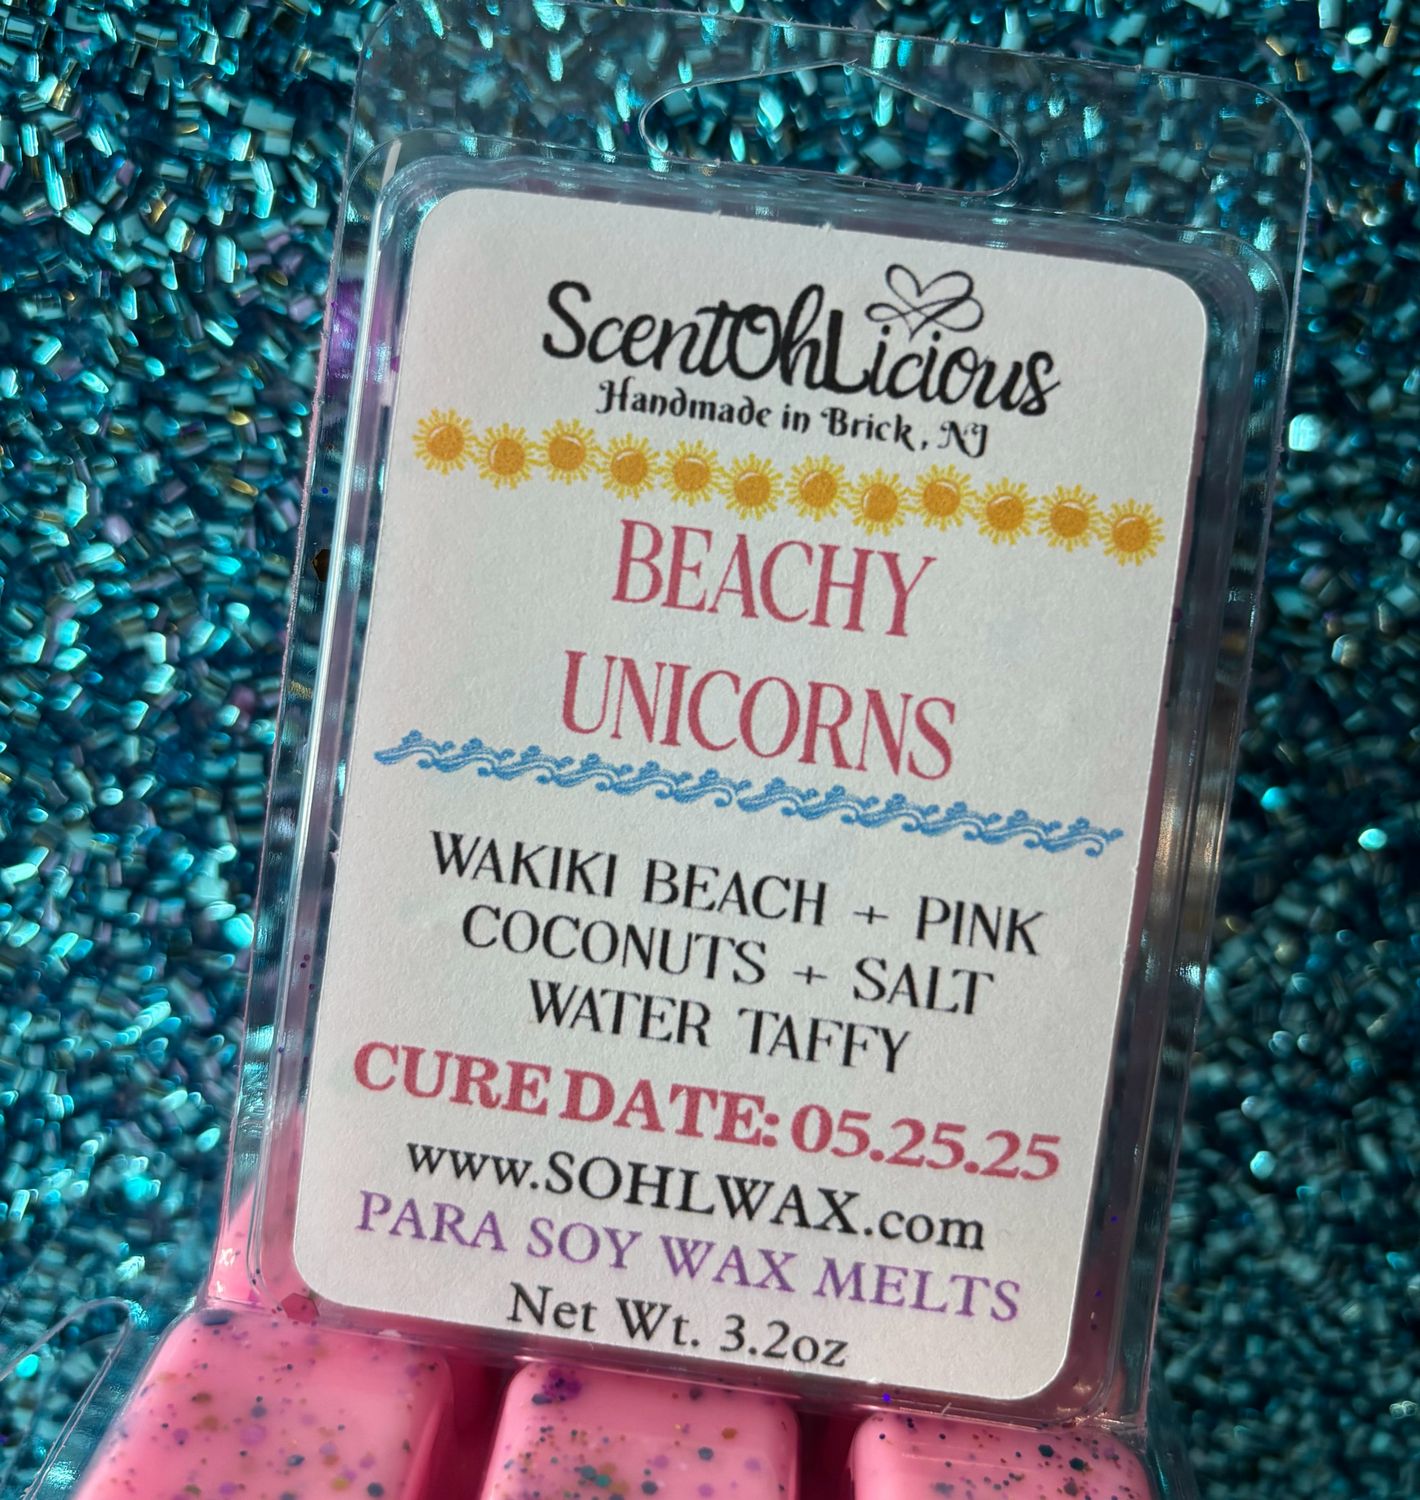 ScentOhLicious
Handmade in Brick, NJ
BEACHY
UNICORNS
WAKIKI BEACH + PINK
COCONUTS + SALT
WATER TAFFY
CURE DATE: 05.25.25
www.SOHLWAX.com
PARA SOY WAX MELTS
Net Wt. 3.2oz